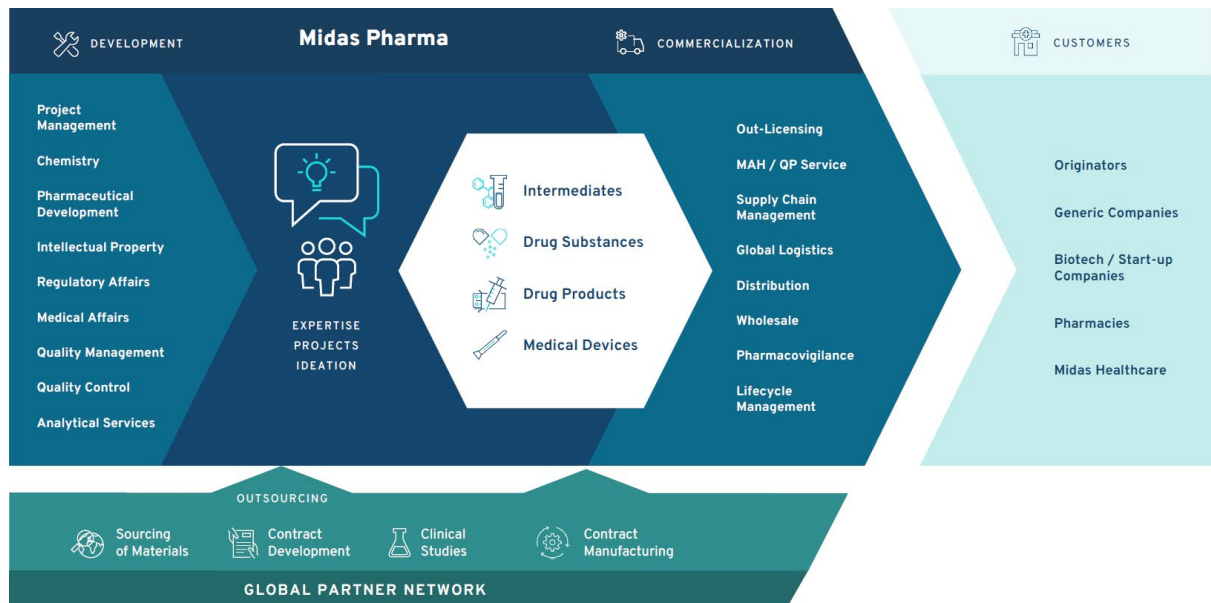 DEVELOPMENT
Midas Pharma
COMMERCIALIZATION
CUSTOMERS
Project
Management
Chemistry
Pharmaceutical
Development
Intellectual Property
Regulatory Affairs
Medical Affairs
Quality Management
Quality Control
Analytical Services
EXPERTISE
PROJECTS
IDEATION
Intermediates
Drug Substances
Drug Products
Medical Devices
Out-Licensing
MAH / QP Service
Supply Chain
Management
Global Logistics
Distribution
Wholesale
Pharmacovigilance
Lifecycle
Management
Originators
Generic Companies
Biotech / Start-up
Companies
Pharmacies
Midas Healthcare
OUTSOURCING
Sourcing
of Materials
Contract
Development
Clinical
Studies
Contract
Manufacturing
GLOBAL PARTNER NETWORK